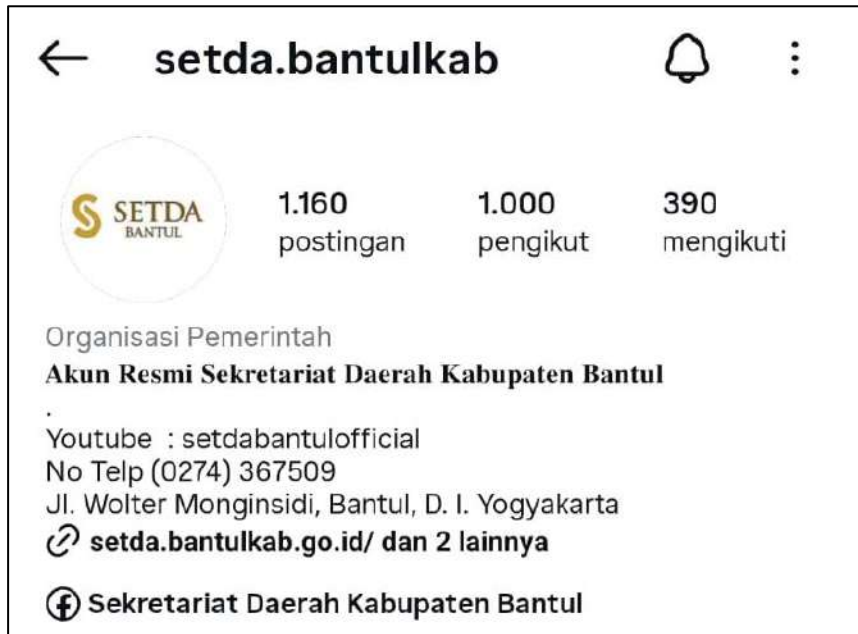 setda.bantulkab
SETDA
BANTUL
1.160
postingan
1.000
pengikut
390
mengikuti
Organisasi Pemerintah
Akun Resmi Sekretariat Daerah Kabupaten Bantul
.
Youtube : setdabantulofficial
No Telp (0274) 367509
Jl. Wolter Monginsidi, Bantul, D. I. Yogyakarta
setda.bantulkab.go.id/ dan 2 lainnya
Sekretariat Daerah Kabupaten Bantul